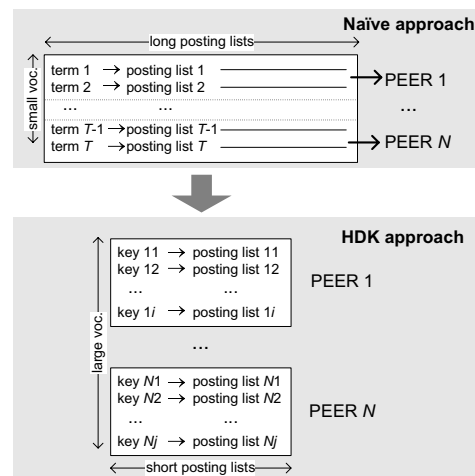 Naïve approach
long posting lists
small voc.
term 1 → posting list 1
term 2 → posting list 2
PEER 1
... ...
...
term T-1 → posting list T-1
term T → posting list T
PEER N
HDK approach
large voc.
key 11 → posting list 11
key 12 → posting list 12
... ...
key 1i → posting list 1i
PEER 1
...
key N1 → posting list N1
key N2 → posting list N2
... ...
key Nj → posting list Nj
PEER N
short posting lists